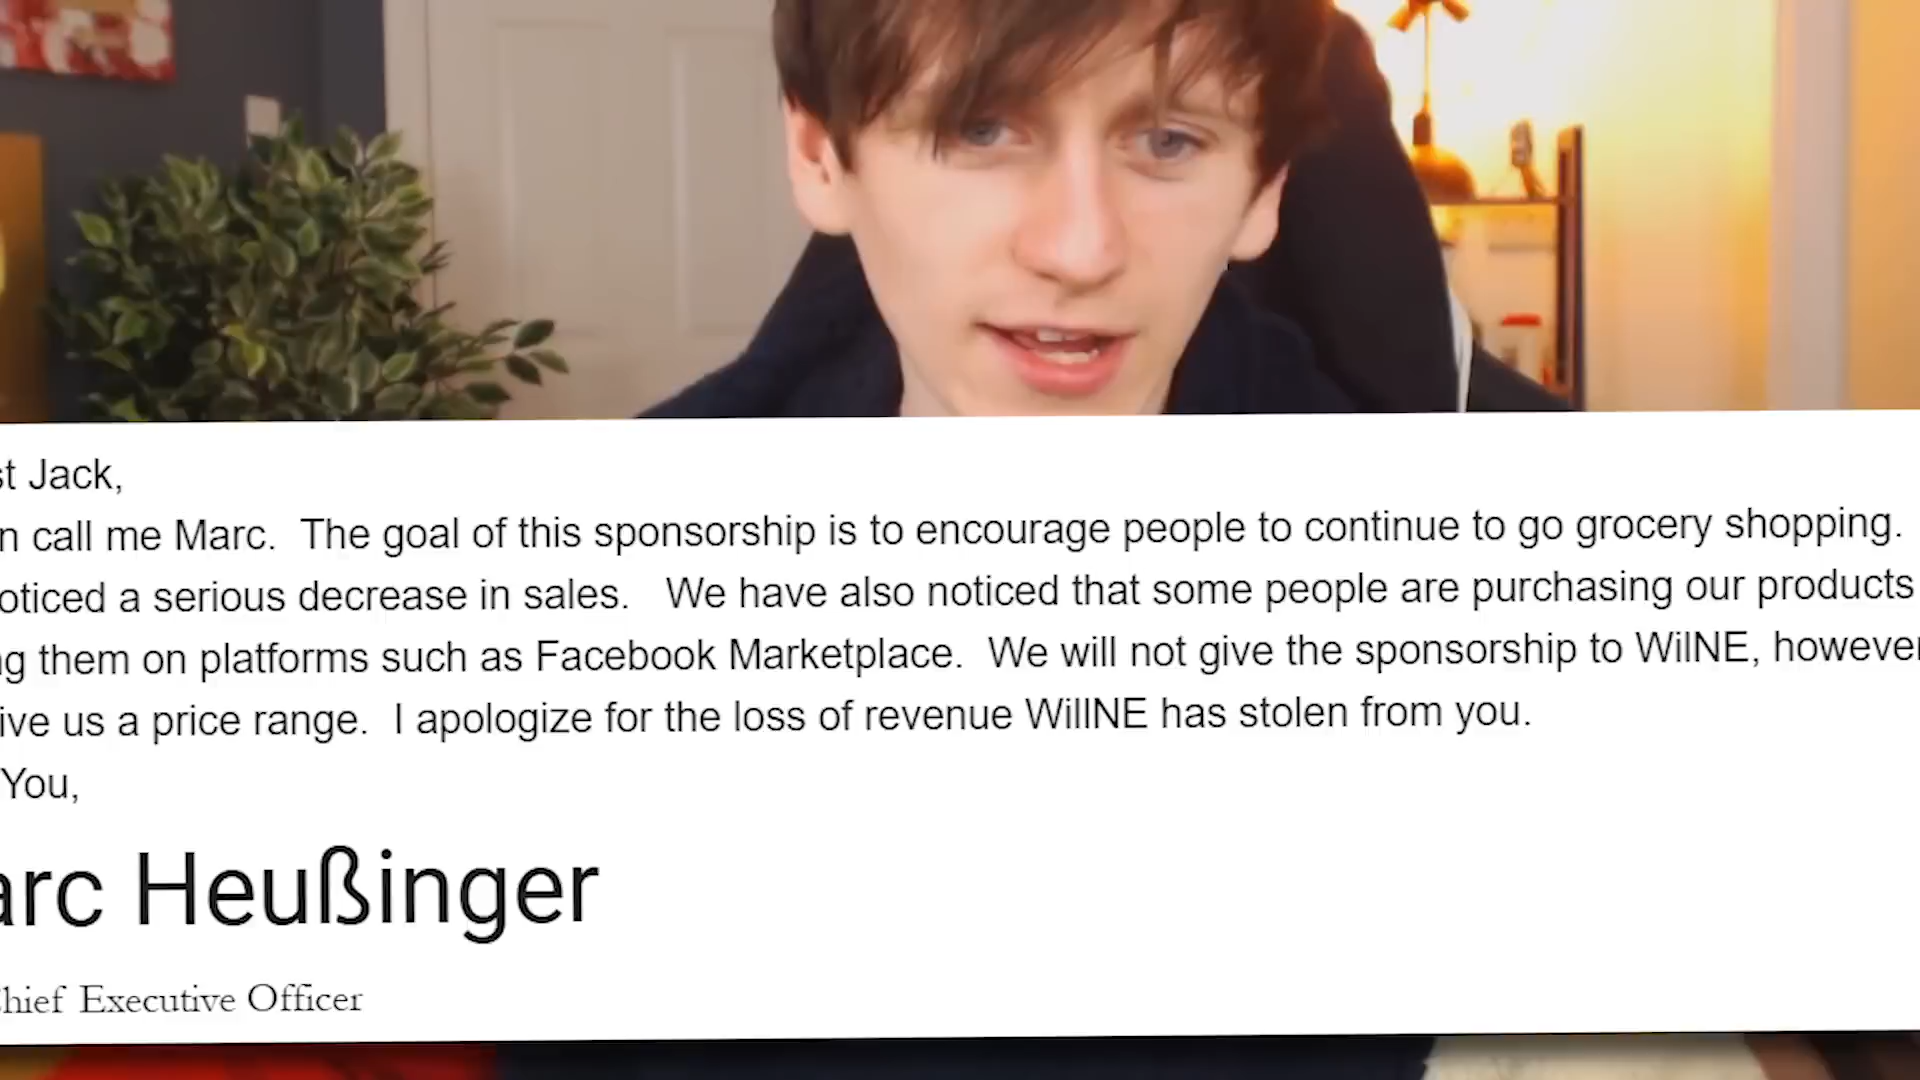 st Jack,
n call me Marc.  The goal of this sponsorship is to encourage people to continue to go grocery shopping.
oticed a serious decrease in sales.   We have also noticed that some people are purchasing our products
ng them on platforms such as Facebook Marketplace.  We will not give the sponsorship to WilNE, however
ive us a price range.  I apologize for the loss of revenue WillNE has stolen from you.
You,
arc Heußinger
Chief Executive Officer